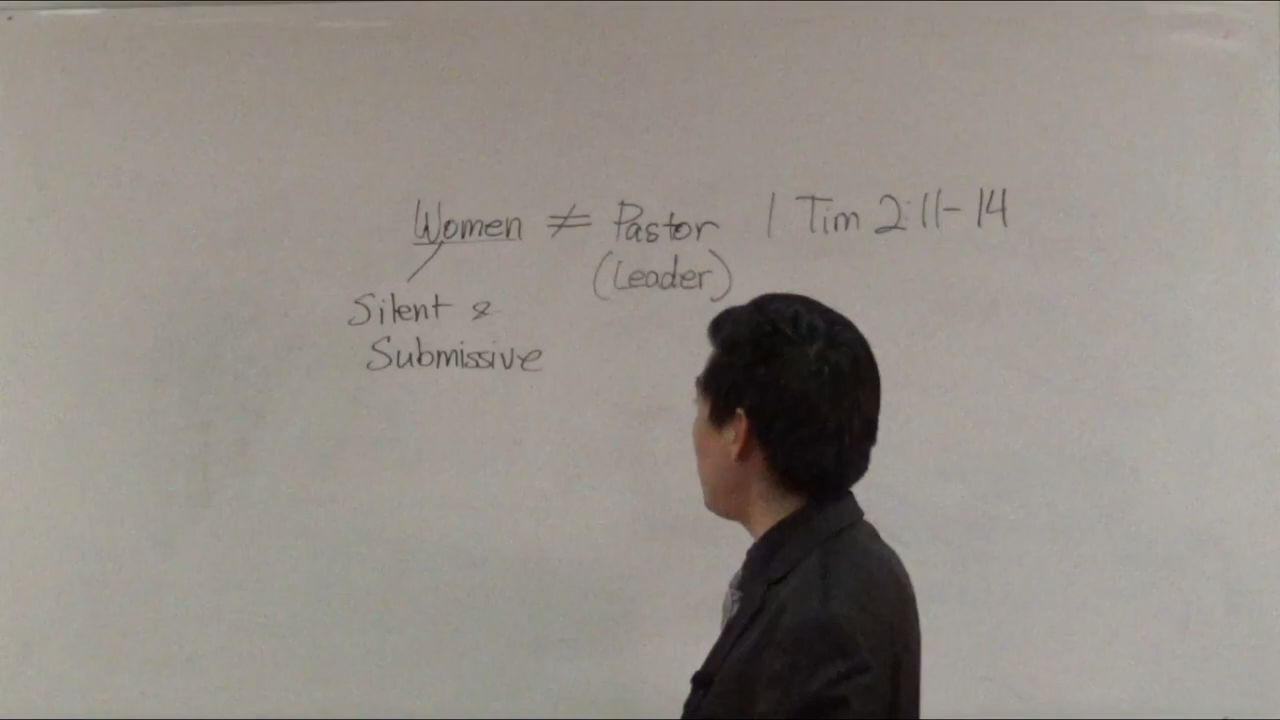 Women ≠ Pastor 1 Tim 2:11-14
(Leader)
Silent &
Submissive